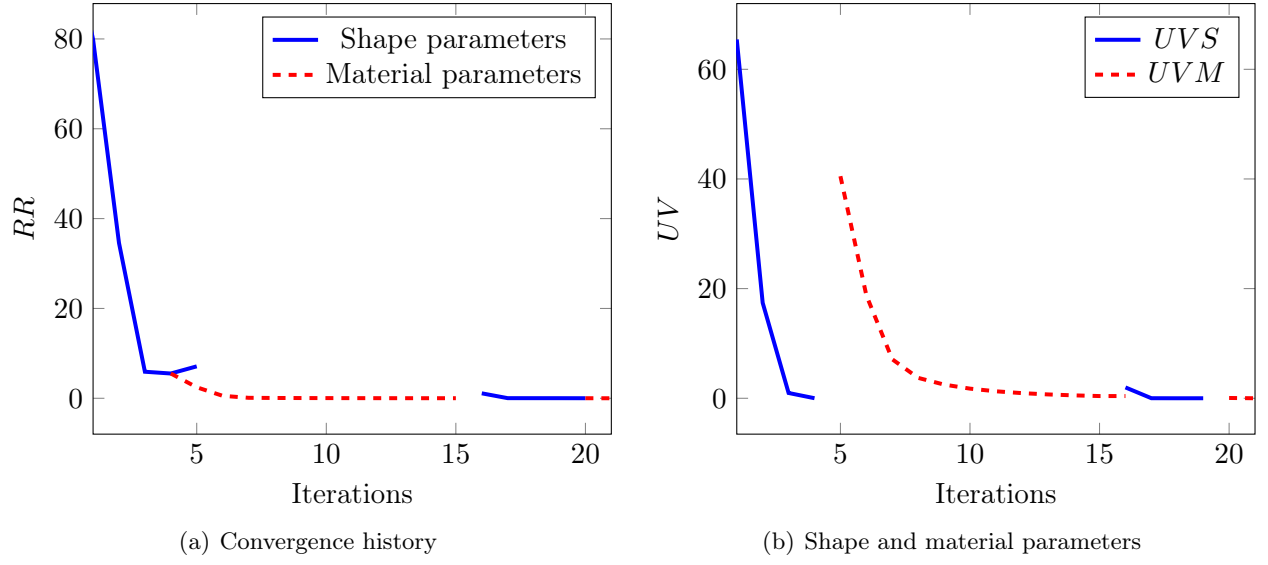 80
60
40
20
0
RR
5
10
15
20
Iterations
Shape parameters
Material parameters
(a) Convergence history
60
40
20
0
UV
5
10
15
20
Iterations
UVS
UVM
(b) Shape and material parameters